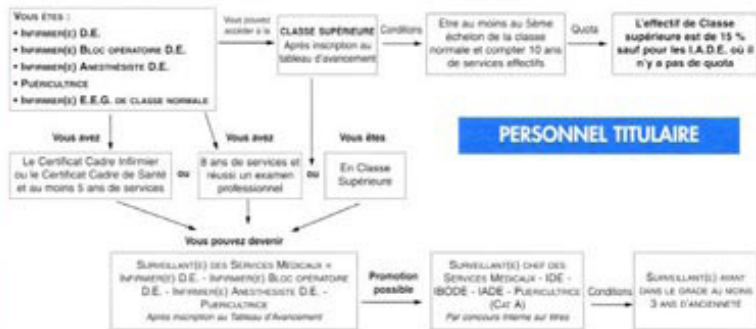 VOUS ÊTES :
• INFIRMIER(E) D.E.
• INFIRMIER(E) BLOC OPÉRATOIRE D.E.
• INFIRMIER(E) ANESTHÉSISTE D.E.
• PUÉRICULTRICE
• INFIRMIER(E) E.E.G. DE CLASSE NORMALE
Vous pouvez
accéder à la
CLASSE SUPÉRIEURE
Après inscription au
tableau d'avancement
Conditions
Etre au moins au 5ème
échelon de la classe
normale et compter 10 ans
de services effectifs
Quota
L'effectif de Classe
supérieure est de 15 %
sauf pour les I.A.D.E. où il
n'y a pas de quota
PERSONNEL TITULAIRE
Vous avez
Le Certificat Cadre Infirmier
ou le Certificat Cadre de Santé
et au moins 5 ans de services
ou
Vous avez
8 ans de services et
réussi un examen
professionnel
ou
Vous êtes
En Classe
Supérieure
Vous pouvez devenir
SURVEILLANT(E) DES SERVICES MÉDICAUX =
INFIRMIER(E) D.E. - INFIRMIER(E) BLOC OPÉRATOIRE
D.E. - INFIRMIER(E) ANESTHÉSISTE D.E. -
PUÉRICULTRICE
Après inscription au Tableau d'Avancement
Promotion
possible
SURVEILLANT(E) CHEF DES
SERVICES MÉDICAUX - IDE -
IBODE - IADE - PUÉRICULTRICE
(CAT A)
Par concours interne sur titres
Conditions
SURVEILLANT(E) AYANT
DANS LE GRADE AU MOINS
3 ANS D'ANCIENNETÉ